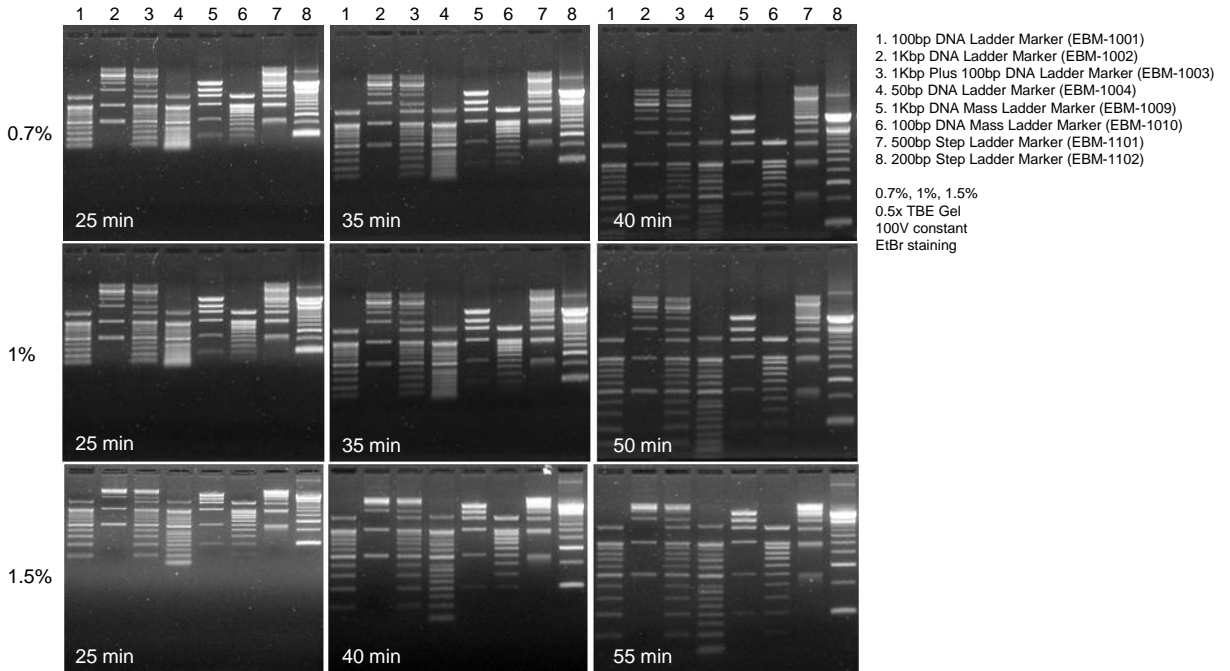 1 2 3 4 5 6 7 8 1 2 3 4 5 6 7 8 1 2 3 4 5 6 7 8
1. 100bp DNA Ladder Marker (EBM-1001)
2. 1Kbp DNA Ladder Marker (EBM-1002)
3. 1Kbp Plus 100bp DNA Ladder Marker (EBM-1003)
4. 50bp DNA Ladder Marker (EBM-1004)
5. 1Kbp DNA Mass Ladder Marker (EBM-1009)
6. 100bp DNA Mass Ladder Marker (EBM-1010)
7. 500bp Step Ladder Marker (EBM-1101)
8. 200bp Step Ladder Marker (EBM-1102)
0.7%, 1%, 1.5%
0.5x TBE Gel
100V constant
EtBr staining
0.7%
25 min 35 min 40 min
1%
25 min 35 min 50 min
1.5%
25 min 40 min 55 min